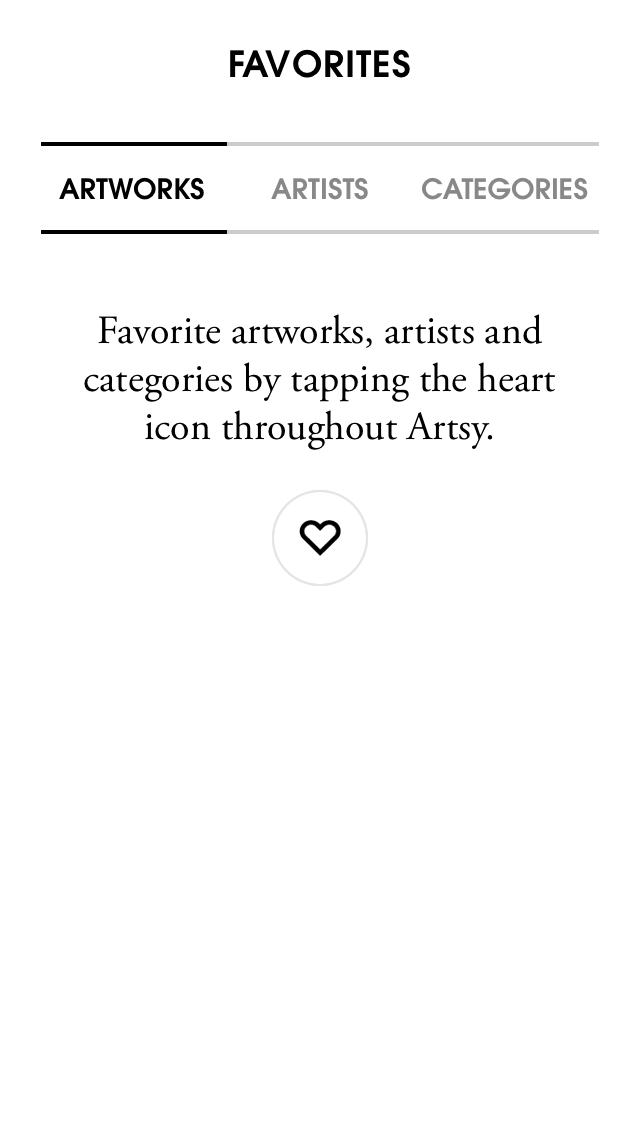 FAVORITES
ARTWORKS ARTISTS CATEGORIES
Favorite artworks, artists and
categories by tapping the heart
icon throughout Artsy.